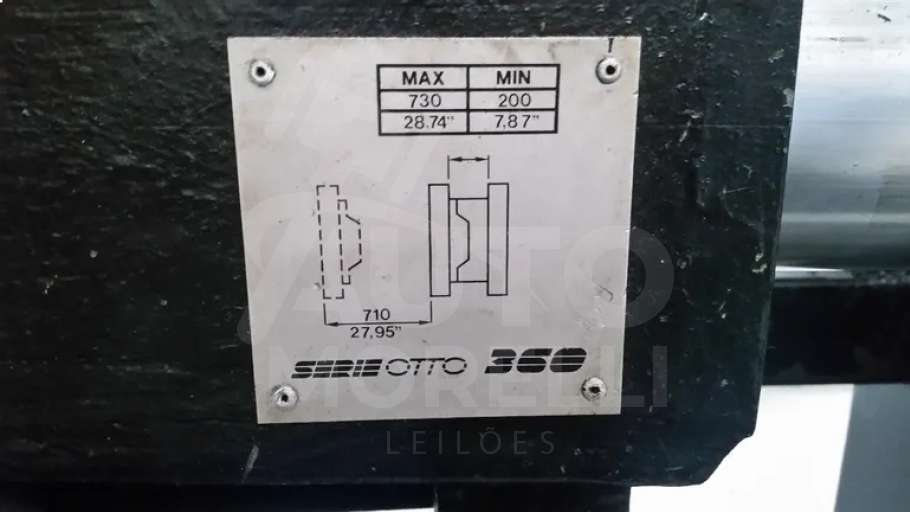 MAX MIN
730 200
28.74" 7,87"
710
27,95"
SERIE OTTO 360
AUTO
MORELLI
LEILÕES